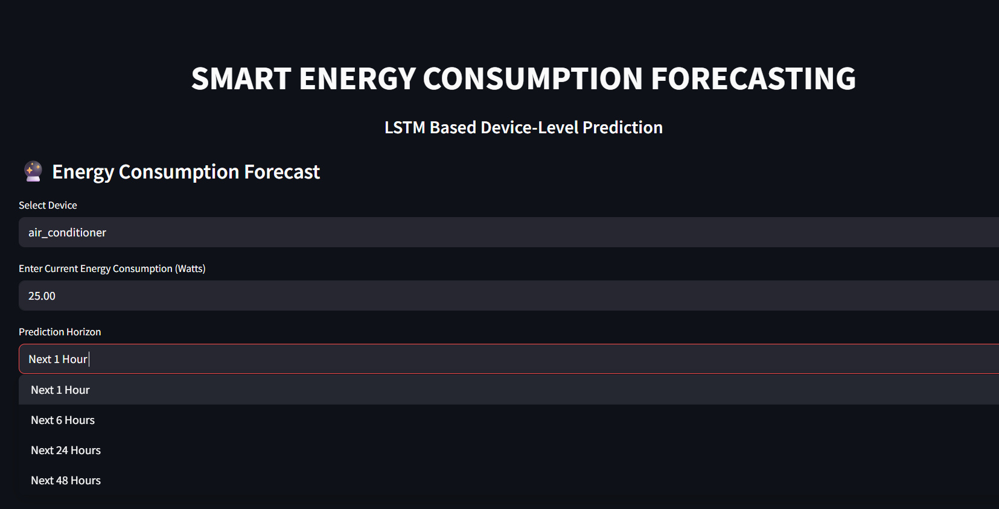 SMART ENERGY CONSUMPTION FORECASTING
LSTM Based Device-Level Prediction
Energy Consumption Forecast
Select Device
air_conditioner
Enter Current Energy Consumption (Watts)
25.00
Prediction Horizon
Next 1 Hour
Next 1 Hour
Next 6 Hours
Next 24 Hours
Next 48 Hours